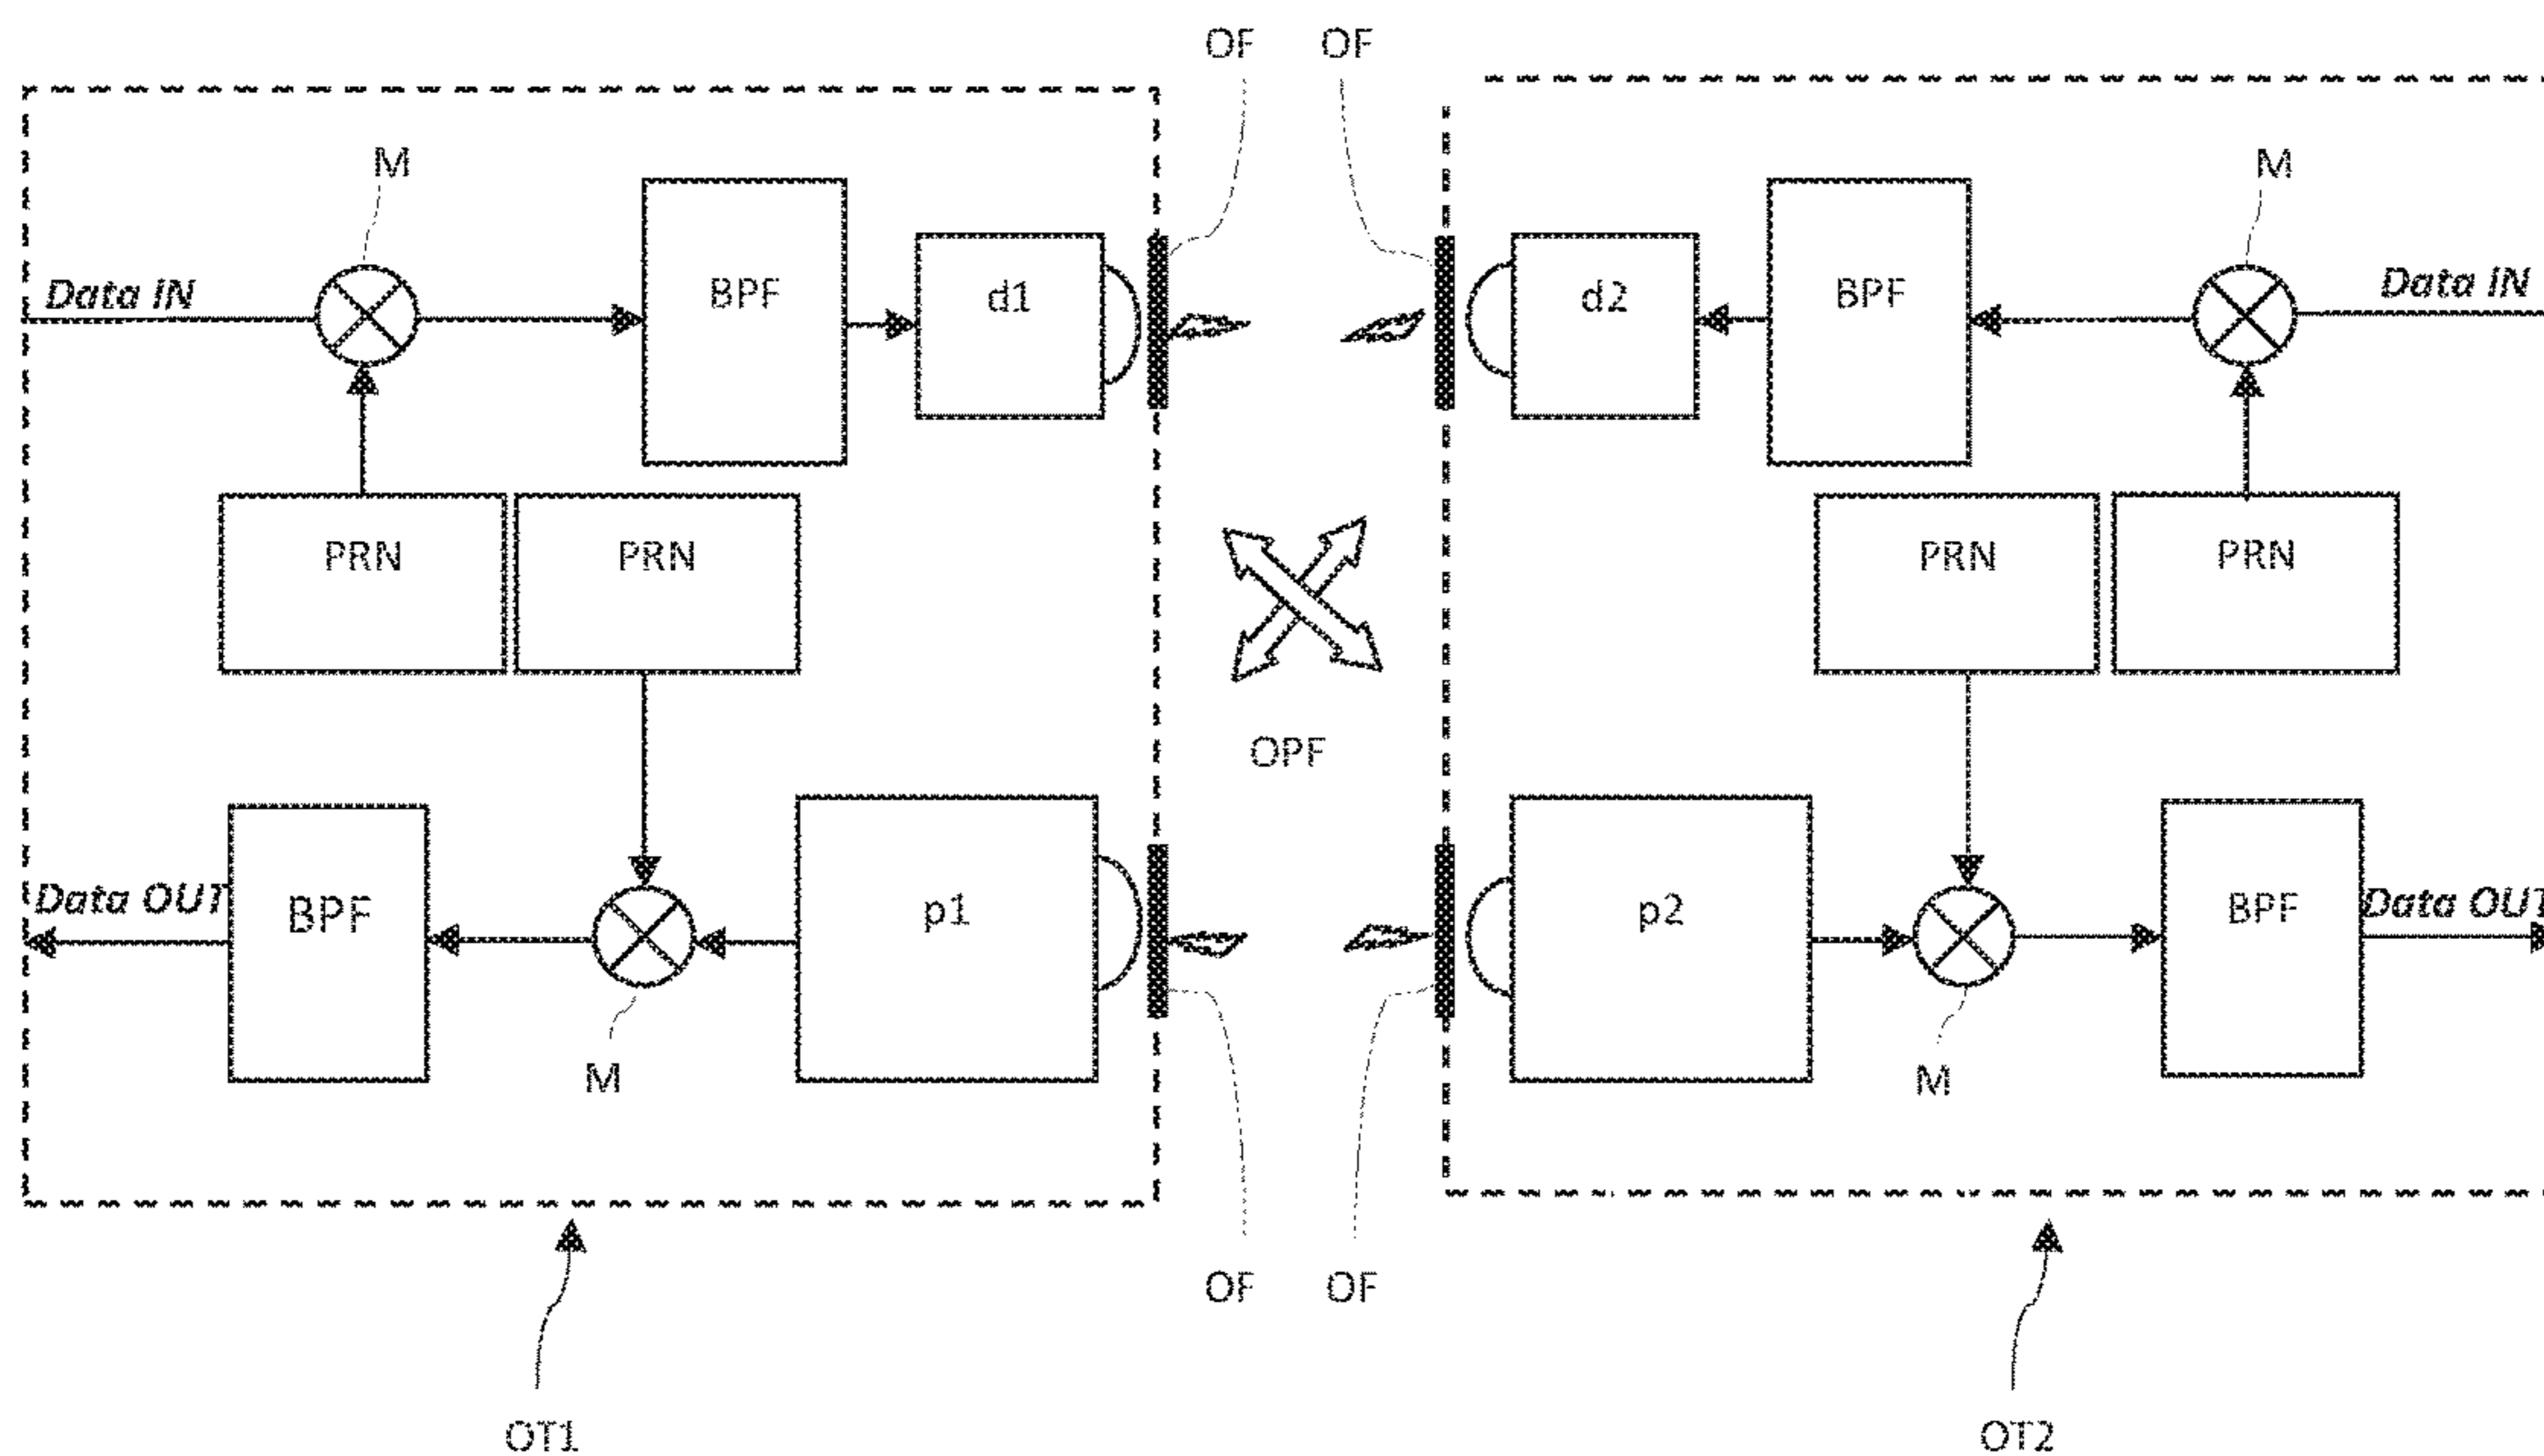 OF OF
M M
Data IN BPF d1 d2 BPF Data IN
PRN PRN PRN PRN
OPF
Data OUT BPF p1 p2 BPF Data OUT
M M
OF OF
OT1 OT2